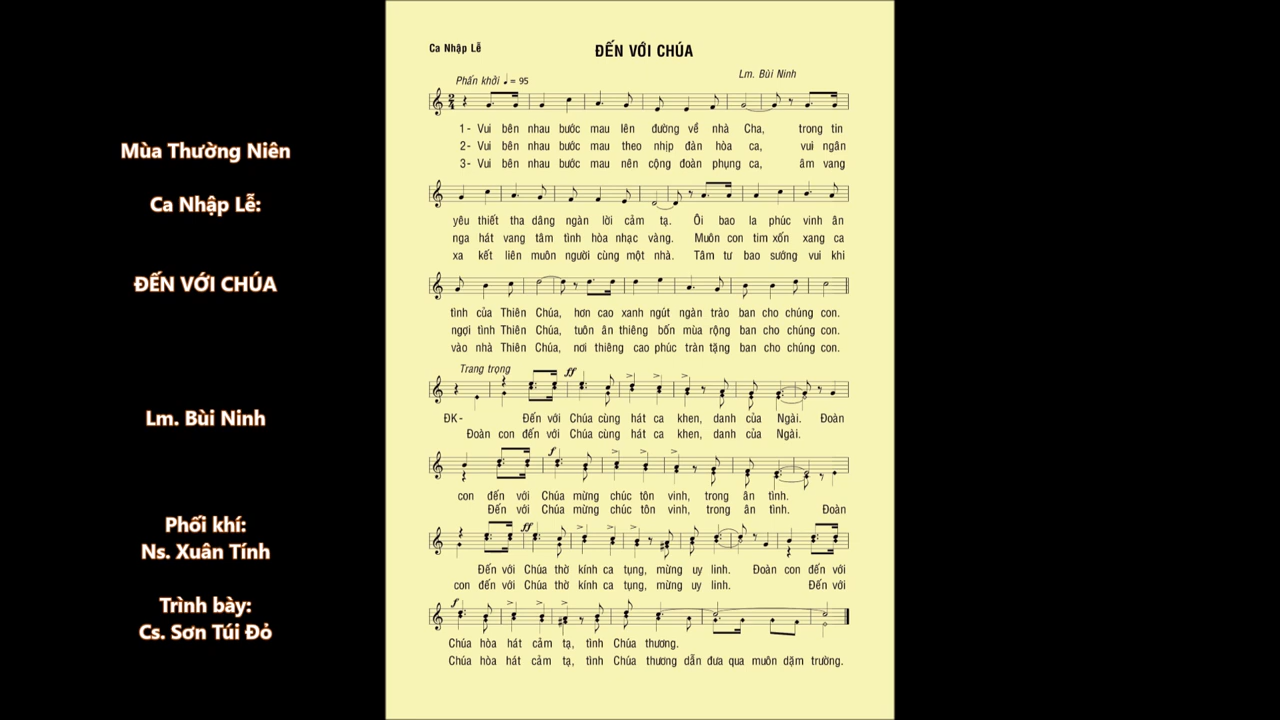 Mùa Thường Niên
Ca Nhập Lễ:
ĐẾN VỚI CHÚA
Lm. Bùi Ninh
Phối khí:
Ns. Xuân Tính
Trình bày:
Cs. Sơn Túi Đỏ
Ca Nhập Lễ
ĐẾN VỚI CHÚA
Phấn khởi ♩ = 95
Lm. Bùi Ninh
2
4
1- Vui bên nhau bước mau lên đường về nhà Cha, trong tin
2- Vui bên nhau bước mau theo nhịp đàn hòa ca, vui ngân
3- Vui bên nhau bước mau nên cộng đoàn phụng ca, âm vang
yêu thiết tha dâng ngàn lời cảm tạ. Ôi bao la phúc vinh ân
nga hát vang tâm tình hòa nhạc vàng. Muôn con tim xốn xang ca
xa kết liên muôn người cùng một nhà. Tâm tư bao sướng vui khi
tình của Thiên Chúa, hơn cao xanh ngút ngàn trào ban cho chúng con.
ngợi tình Thiên Chúa, tuôn ân thiêng bốn mùa rộng ban cho chúng con.
vào nhà Thiên Chúa, nơi thiêng cao phúc tràn tặng ban cho chúng con.
Trang trọng ff
ĐK- Đến với Chúa cùng hát ca khen, danh của Ngài. Đoàn
Đoàn con đến với Chúa cùng hát ca khen, danh của Ngài.
f
con đến với Chúa mừng chúc tôn vinh, trong ân tình.
Đến với Chúa mừng chúc tôn vinh, trong ân tình. Đoàn
ff
Đến với Chúa thờ kính ca tụng, mừng uy linh. Đoàn con đến với
con đến với Chúa thờ kính ca tụng, mừng uy linh. Đến với
f
Chúa hòa hát cảm tạ, tình Chúa thương.
Chúa hòa hát cảm tạ, tình Chúa thương dẫn đưa qua muôn dặm trường.